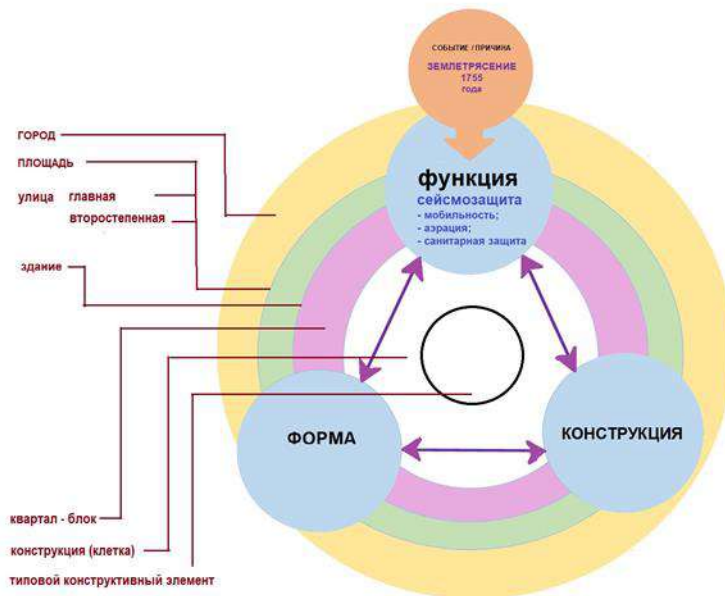 СОБЫТИЕ / ПРИЧИНА
ЗЕМЛЕТРЯСЕНИЕ
1755
года
функция
сейсмозащита
- мобильность;
- аэрация;
- санитарная защита
ГОРОД
ПЛОЩАДЬ
улица главная
второстепенная
здание
ФОРМА
КОНСТРУКЦИЯ
квартал - блок
конструкция (клетка)
типовой конструктивный элемент